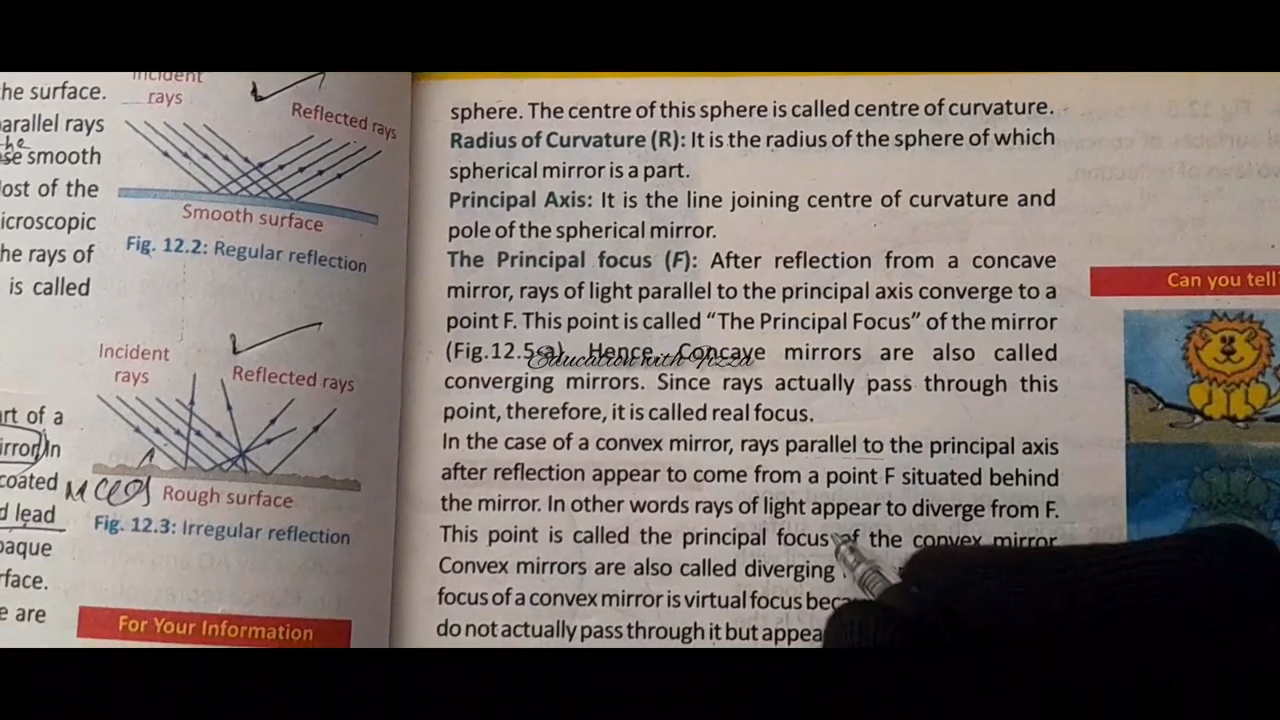 he surface.
arallel rays
the
se smooth
ost of the
icroscopic
he rays of
is called
Incident
rays
Reflected rays
Smooth surface
Fig. 12.2: Regular reflection
Incident
rays
Reflected rays
Rough surface
Fig. 12.3: Irregular reflection
art of a
irror In
coated
MCQs
d lead
paque
rface.
e are
For Your Information
sphere. The centre of this sphere is called centre of curvature.
Radius of Curvature (R): It is the radius of the sphere of which
spherical mirror is a part.
Principal Axis: It is the line joining centre of curvature and
pole of the spherical mirror.
The Principal focus (F): After reflection from a concave
mirror, rays of light parallel to the principal axis converge to a
point F. This point is called “The Principal Focus” of the mirror
(Fig.12.5-a). Hence, Concave mirrors are also called
Education with Fizza
converging mirrors. Since rays actually pass through this
point, therefore, it is called real focus.
In the case of a convex mirror, rays parallel to the principal axis
after reflection appear to come from a point F situated behind
the mirror. In other words rays of light appear to diverge from F.
This point is called the principal focus of the convex mirror
Convex mirrors are also called diverging
focus of a convex mirror is virtual focus
do not actually pass through it but
Can you tell